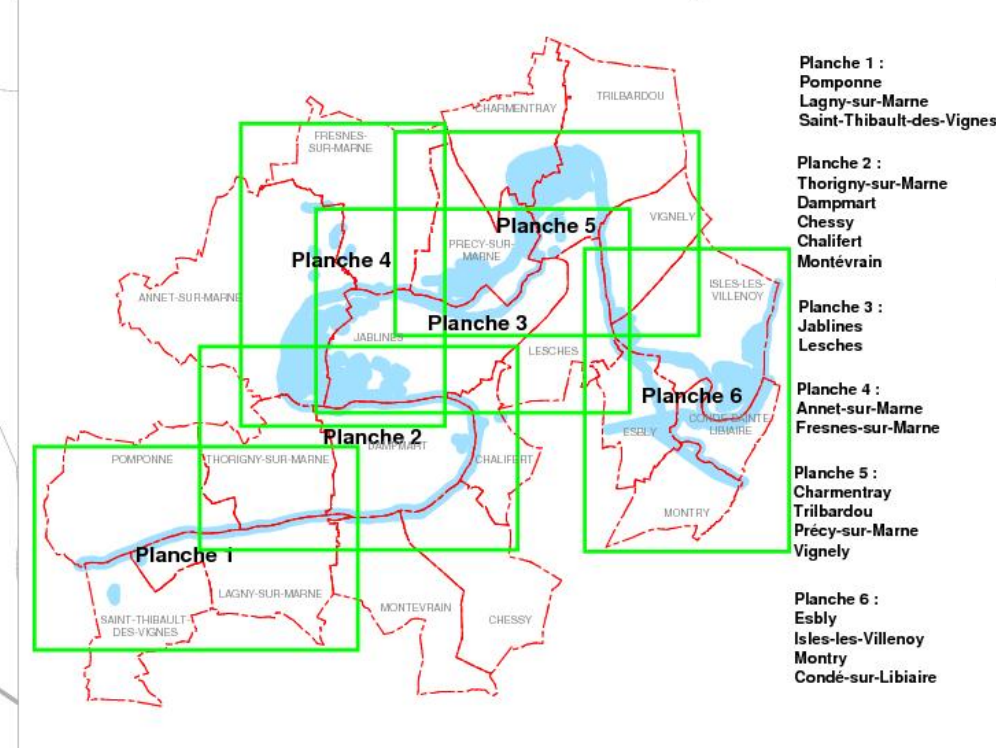 TRILBARDOU
CHARMENTRAY
FRESNES-
SUR-MARNE
VIGNELY
Planche 5
PRECY-SUR-
MARNE
Planche 4
ISLES-LES-
VILLENOY
ANNET-SUR-MARNE
Planche 3
JABLINES
LESCHES
Planche 6
CONDE-SAINTE-
LIBIAIRE
ESBLY
Planche 2
DAMPMART
POMPONNE
THORIGNY-SUR-MARNE
CHALIFERT
MONTRY
Planche 1
LAGNY-SUR-MARNE
MONTEVRAIN
SAINT-THIBAULT-
DES-VIGNES
CHESSY
Planche 1 :
Pomponne
Lagny-sur-Marne
Saint-Thibault-des-Vignes
Planche 2 :
Thorigny-sur-Marne
Dampmart
Chessy
Chalifert
Montévrain
Planche 3 :
Jablines
Lesches
Planche 4 :
Annet-sur-Marne
Fresnes-sur-Marne
Planche 5 :
Charmentray
Trilbardou
Précy-sur-Marne
Vignely
Planche 6 :
Esbly
Isles-les-Villenoy
Montry
Condé-sur-Libiaire